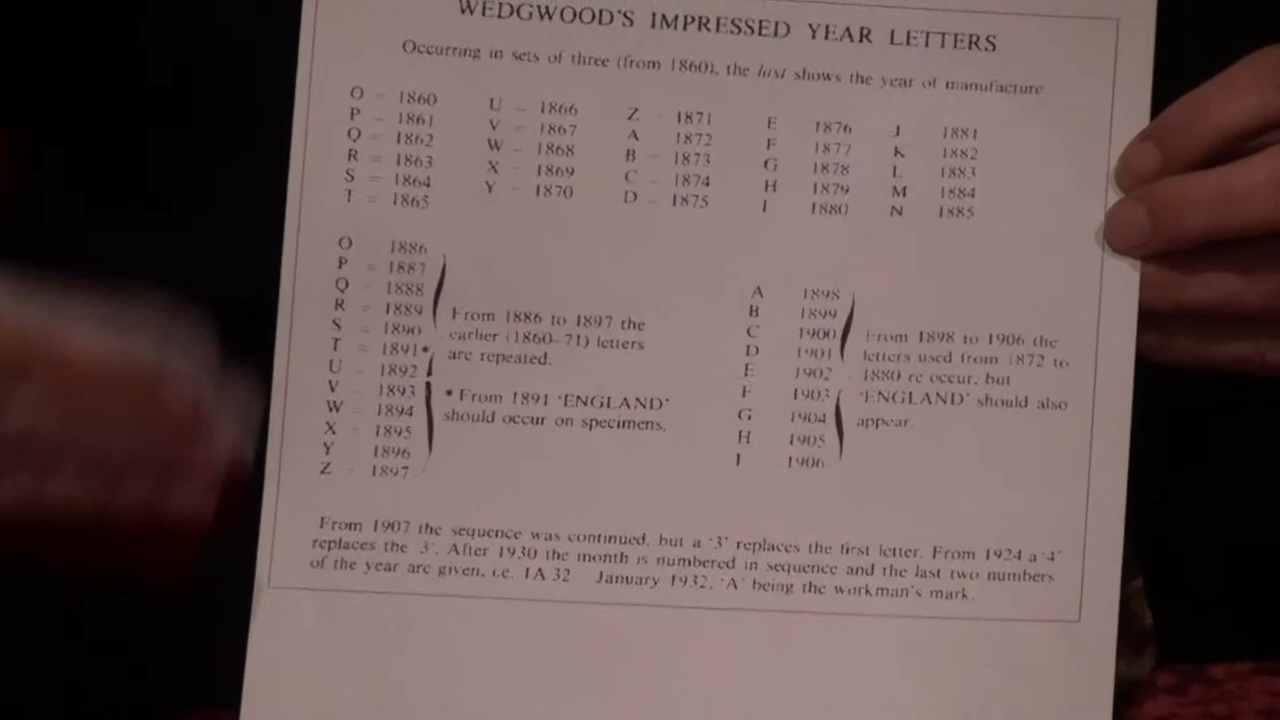 WEDGWOOD'S IMPRESSED YEAR LETTERS
Occurring in sets of three (from 1860), the last shows the year of manufacture
O = 1860
P – 1861
Q = 1862
R = 1863
S = 1864
T = 1865
U – 1866
V – 1867
W – 1868
X – 1869
Y – 1870
Z – 1871
A 1872
B – 1873
C – 1874
D – 1875
E 1876
F 1877
G 1878
H 1879
I 1880
J 1881
K 1882
L 1883
M 1884
N 1885
O = 1886
P = 1887
Q = 1888
R = 1889
S = 1890
T = 1891*
U – 1892
V – 1893
W – 1894
X – 1895
Y – 1896
Z – 1897
From 1886 to 1897 the
earlier (1860–71) letters
are repeated.
* From 1891 'ENGLAND'
should occur on specimens.
A 1898
B 1899
C 1900
D 1901
E 1902
F 1903
G 1904
H 1905
I 1906
From 1898 to 1906 the
letters used from 1872 to
1880 re occur, but
'ENGLAND' should also
appear.
From 1907 the sequence was continued, but a '3' replaces the first letter. From 1924 a '4'
replaces the '3'. After 1930 the month is numbered in sequence and the last two numbers
of the year are given, i.e. 1A 32 January 1932, 'A' being the workman's mark.